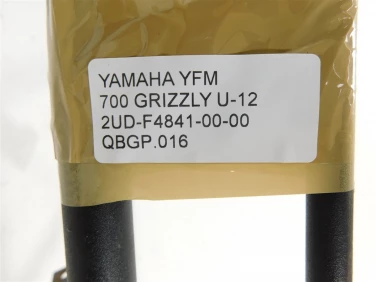 YAMAHA YFM
700 GRIZZLY U-12
2UD-F4841-00-00
QBGP.016